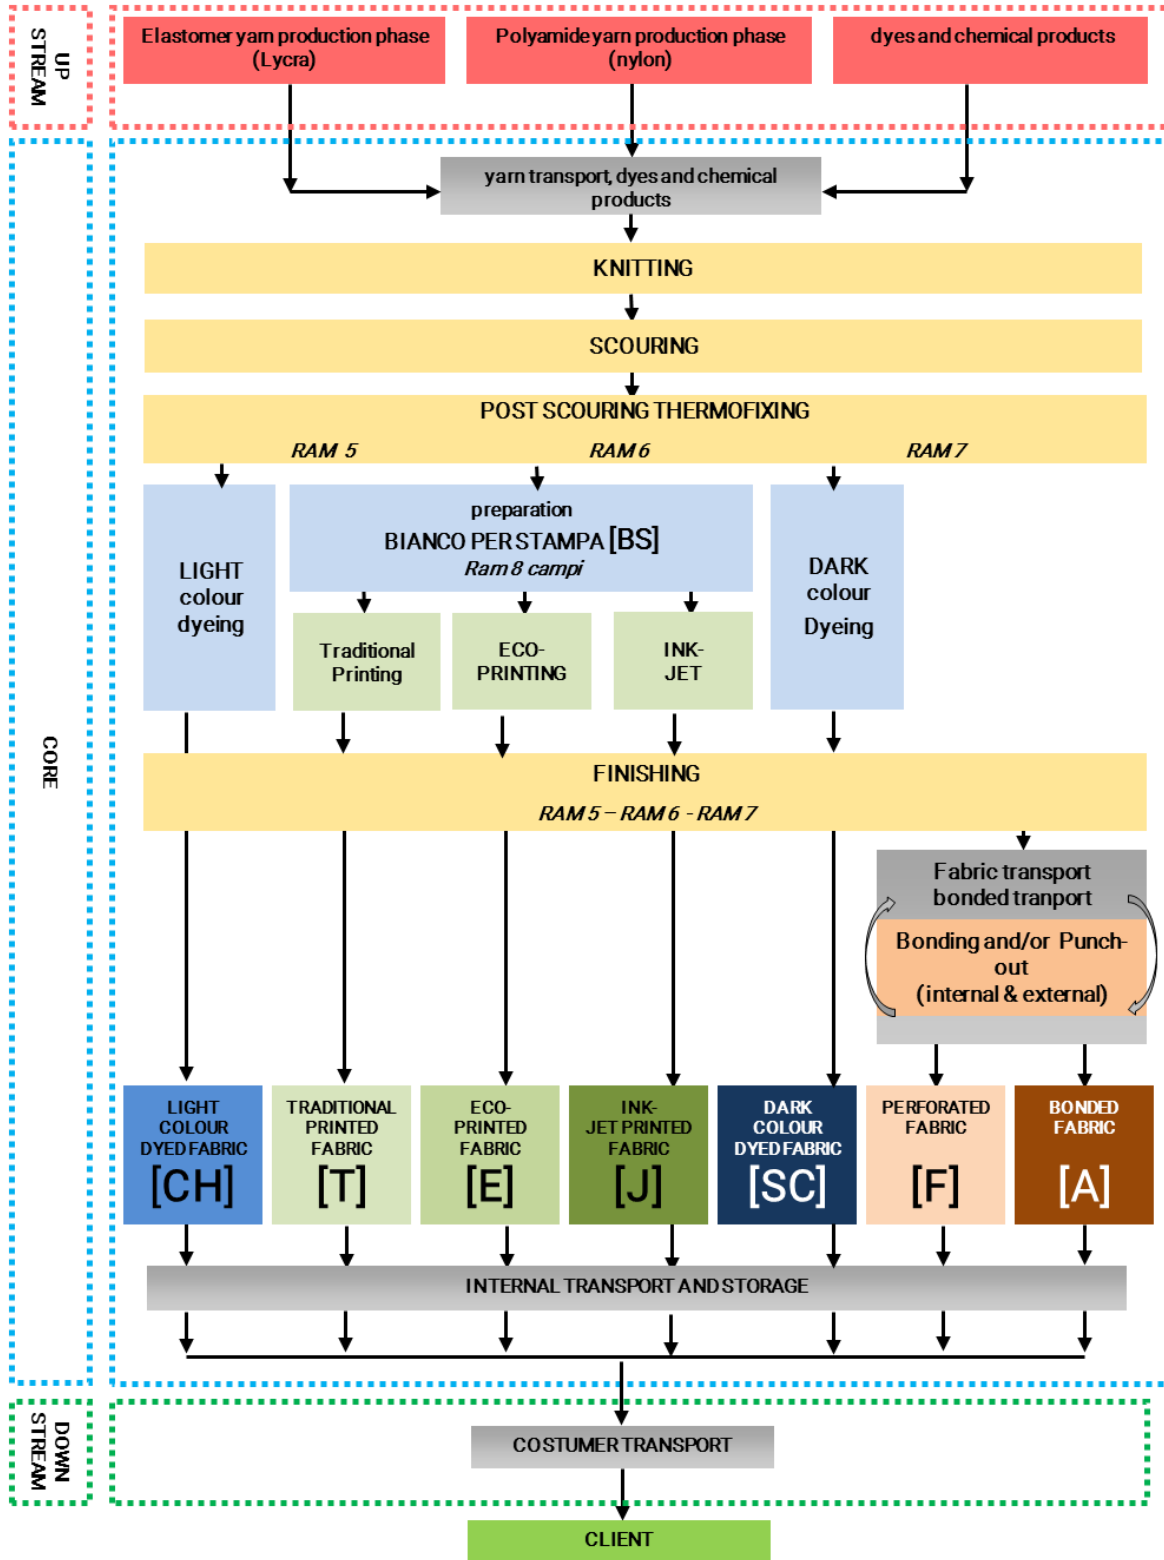 UP
STREAM
Elastomer yarn production phase
(Lycra)
Polyamide yarn production phase
(nylon)
dyes and chemical products
CORE
yarn transport, dyes and chemical
products
KNITTING
SCOURING
POST SCOURING THERMOFIXING
RAM 5
RAM 6
RAM 7
LIGHT
colour
dyeing
preparation
BIANCO PER STAMPA [BS]
Ram 8 campi
DARK
colour
Dyeing
Traditional
Printing
ECO-
PRINTING
INK-
JET
FINISHING
RAM 5 – RAM 6 - RAM 7
Fabric transport
bonded tranport
Bonding and/or Punch-
out
(internal & external)
LIGHT
COLOUR
DYED FABRIC
[CH]
TRADITIONAL
PRINTED
FABRIC
[T]
ECO-
PRINTED
FABRIC
[E]
INK-
JET PRINTED
FABRIC
[J]
DARK
COLOUR
DYED FABRIC
[SC]
PERFORATED
FABRIC
[F]
BONDED
FABRIC
[A]
INTERNAL TRANSPORT AND STORAGE
DOWN
STREAM
COSTUMER TRANSPORT
CLIENT